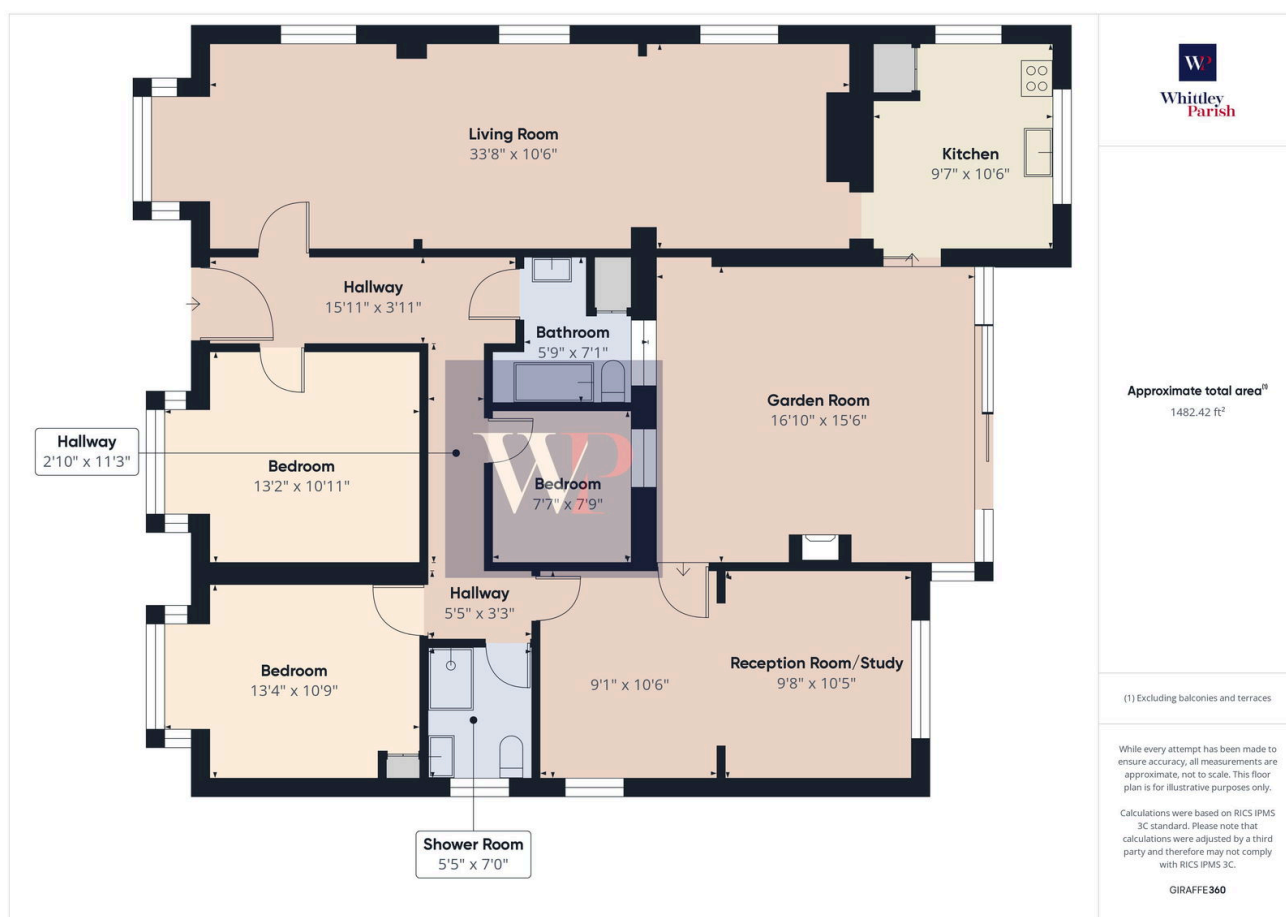 Living Room
33'8" x 10'6"
Kitchen
9'7" x 10'6"
Hallway
15'11" x 3'11"
Bathroom
5'9" x 7'1"
Garden Room
16'10" x 15'6"
Hallway
2'10" x 11'3"
Bedroom
13'2" x 10'11"
WP
Bedroom
7'7" x 7'9"
Hallway
5'5" x 3'3"
Bedroom
13'4" x 10'9"
9'1" x 10'6"
Reception Room/Study
9'8" x 10'5"
Shower Room
5'5" x 7'0"
WP
Whittley
Parish
Approximate total area⁽¹⁾
1482.42 ft²
(1) Excluding balconies and terraces
While every attempt has been made to
ensure accuracy, all measurements are
approximate, not to scale. This floor
plan is for illustrative purposes only.
Calculations were based on RICS IPMS
3C standard. Please note that
calculations were adjusted by a third
party and therefore may not comply
with RICS IPMS 3C.
GIRAFFE360